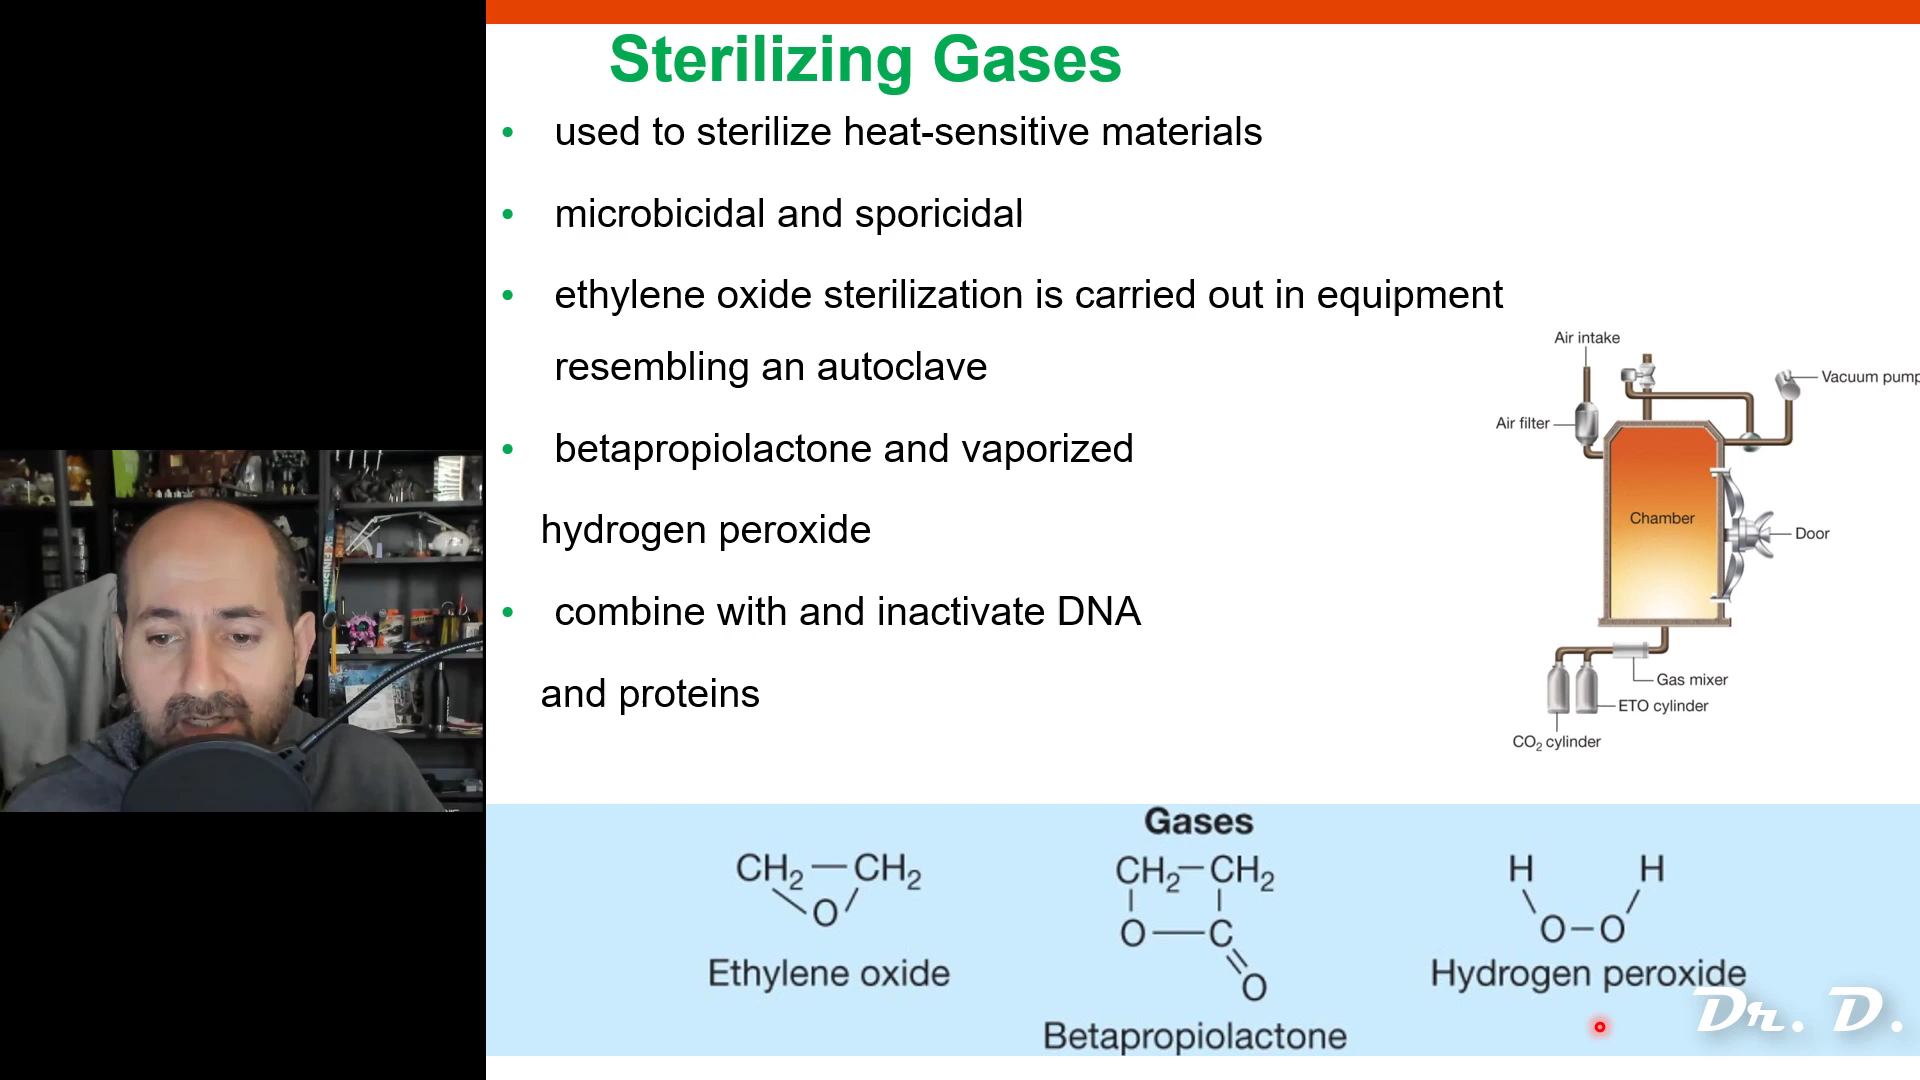 Sterilizing Gases
• used to sterilize heat-sensitive materials
• microbicidal and sporicidal
• ethylene oxide sterilization is carried out in equipment
resembling an autoclave
• betapropiolactone and vaporized
hydrogen peroxide
• combine with and inactivate DNA
and proteins
Air intake
Vacuum pump
Air filter
Chamber
Door
Gas mixer
ETO cylinder
CO₂ cylinder
Gases
CH₂—CH₂
O
Ethylene oxide
CH₂—CH₂
O—C
O
Betapropiolactone
H H
O–O
Hydrogen peroxide
Dr. D.
5K FINISH